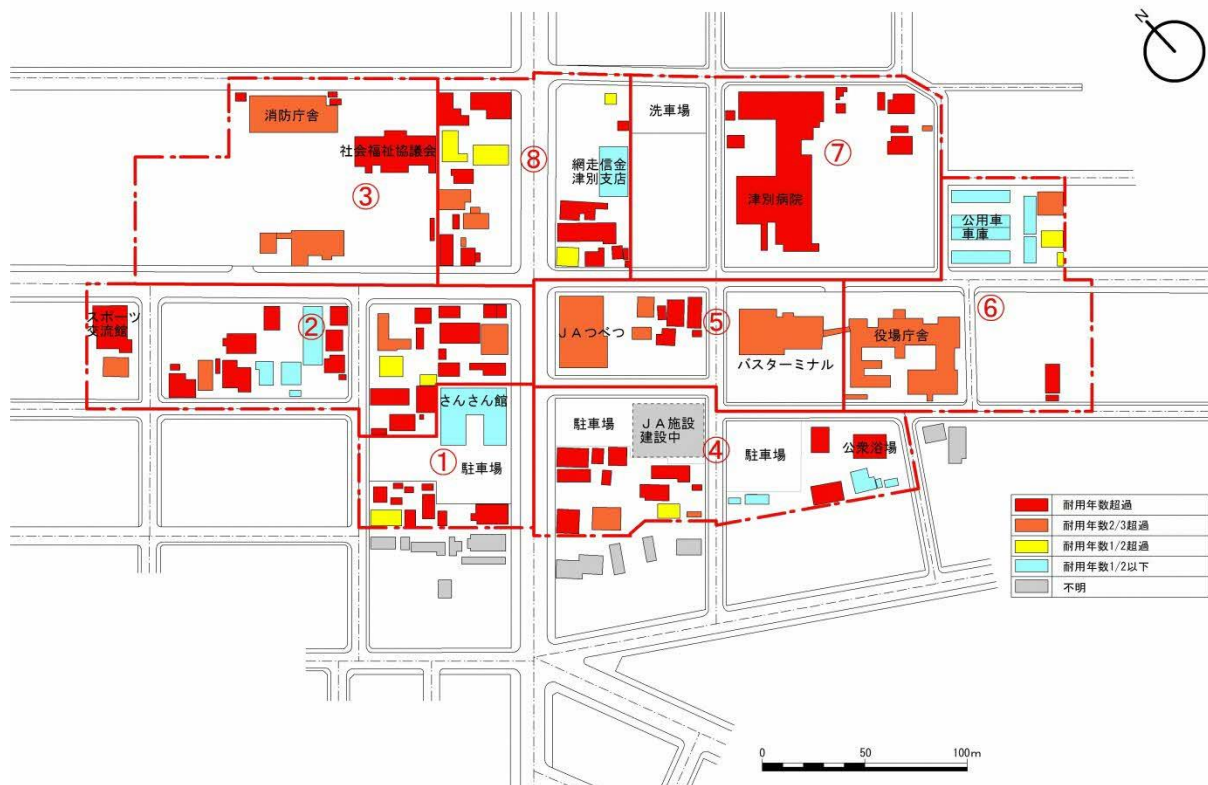 N
消防庁舎
社会福祉協議会
③
⑧
網走信金
津別支店
洗車場
⑦
津別病院
公用車
車庫
スポーツ
交流館
②
JAつべつ
⑤
バスターミナル
役場庁舎
⑥
さんさん館
①
駐車場
駐車場
JA施設
建設中
④
駐車場
公衆浴場
耐用年数超過
耐用年数2/3超過
耐用年数1/2超過
耐用年数1/2以下
不明
0 50 100m